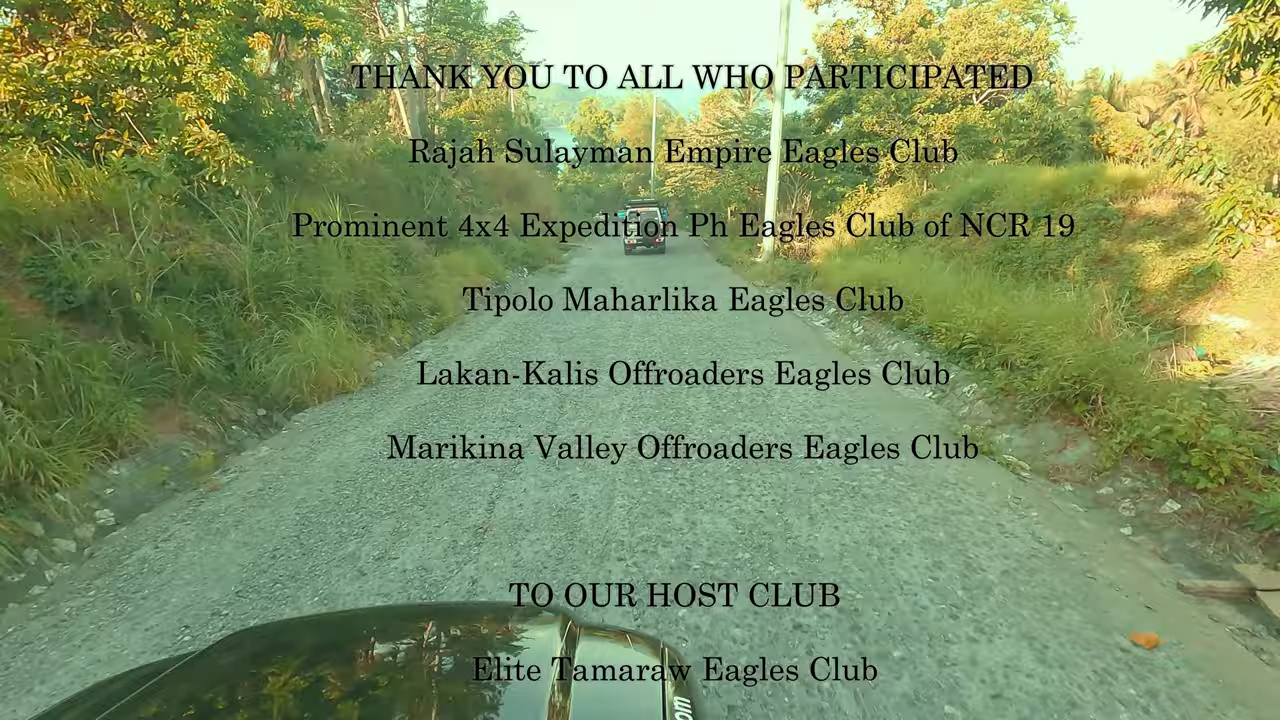 THANK YOU TO ALL WHO PARTICIPATED
Rajah Sulayman Empire Eagles Club
Prominent 4x4 Expedition Ph Eagles Club of NCR 19
Tipolo Maharlika Eagles Club
Lakan-Kalis Offroaders Eagles Club
Marikina Valley Offroaders Eagles Club
TO OUR HOST CLUB
Elite Tamaraw Eagles Club